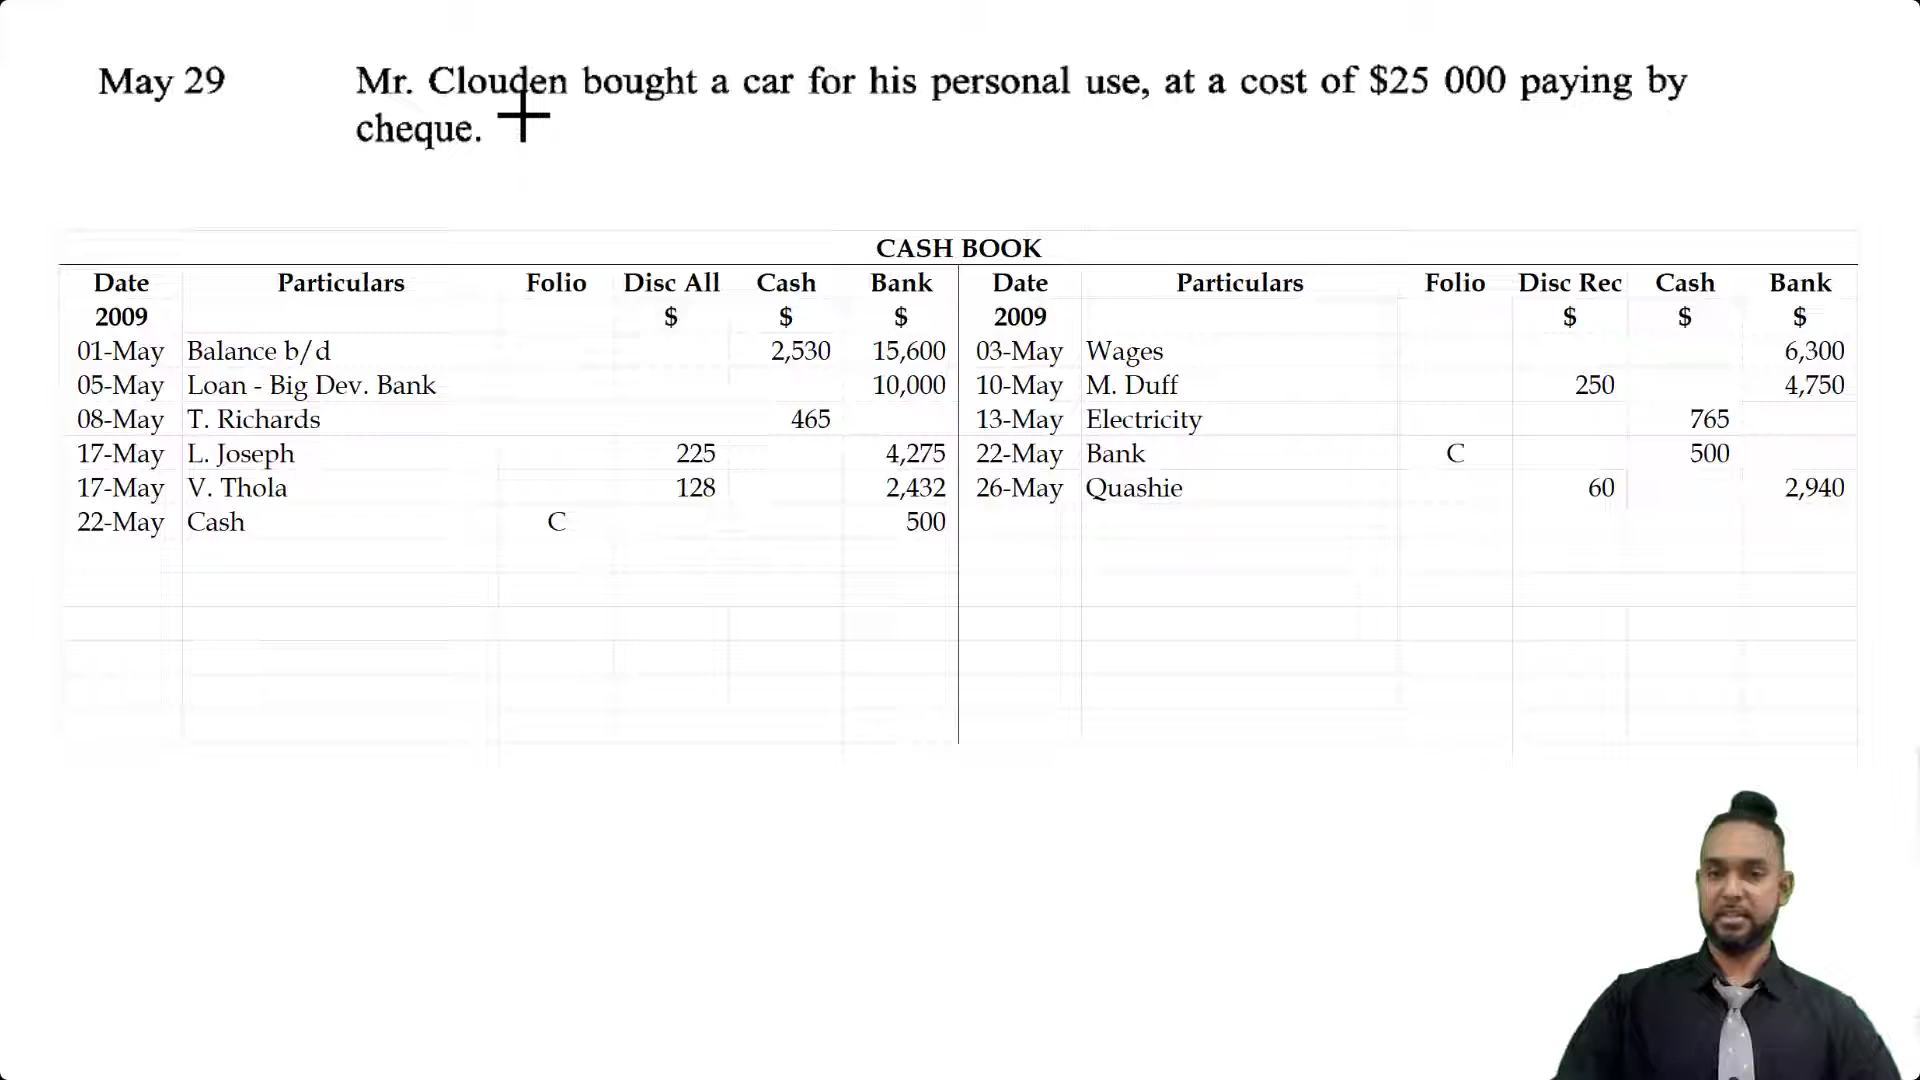 May 29 Mr. Clouden bought a car for his personal use, at a cost of $25 000 paying by
cheque.
CASH BOOK
Date Particulars Folio Disc All Cash Bank Date Particulars Folio Disc Rec Cash Bank
2009 $ $ $ 2009 $ $ $
01-May Balance b/d 2,530 15,600 03-May Wages 6,300
05-May Loan - Big Dev. Bank 10,000 10-May M. Duff 250 4,750
08-May T. Richards 465 13-May Electricity 765
17-May L. Joseph 225 4,275 22-May Bank C 500
17-May V. Thola 128 2,432 26-May Quashie 60 2,940
22-May Cash C 500